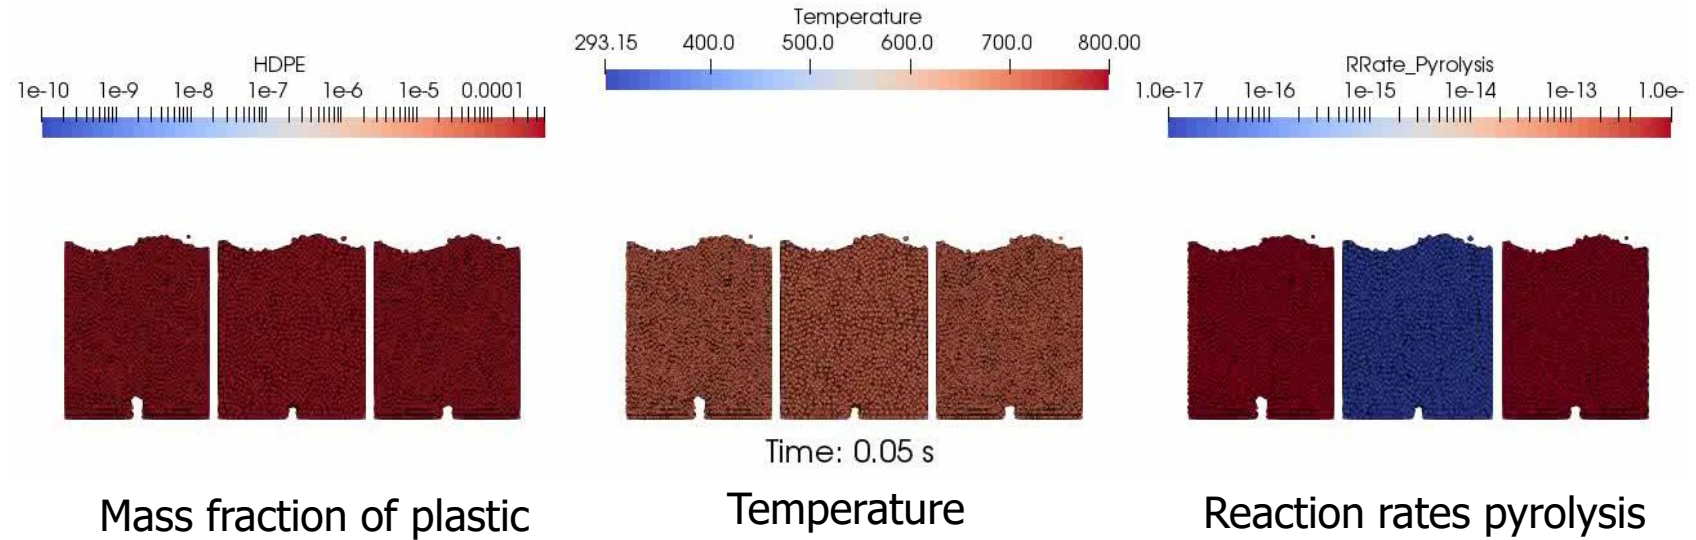 HDPE
1e-10 1e-9 1e-8 1e-7 1e-6 1e-5 0.0001
Temperature
293.15 400.0 500.0 600.0 700.0 800.00
RRate_Pyrolysis
1.0e-17 1e-16 1e-15 1e-14 1e-13 1.0e-
Time: 0.05 s
Mass fraction of plastic
Temperature
Reaction rates pyrolysis